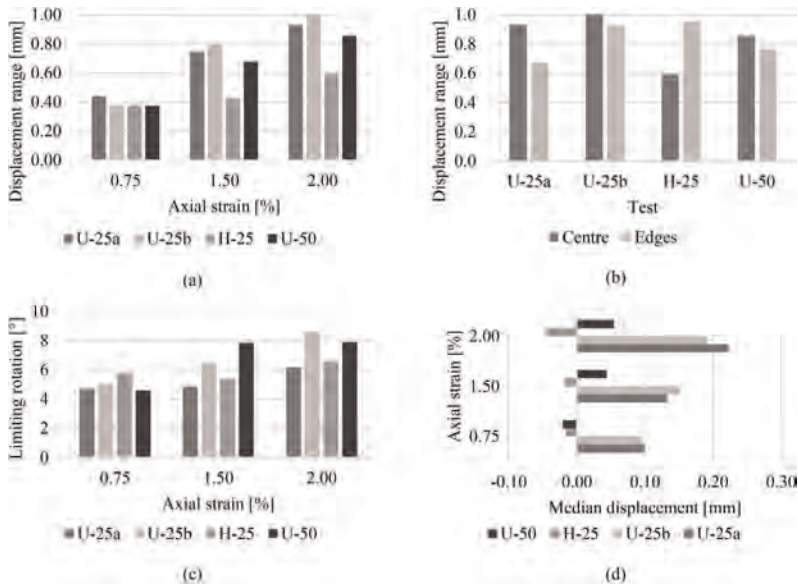 Displacement range [mm]
1.00
0.80
0.60
0.40
0.20
0.00
0.75 1.50 2.00
Axial strain [%]
U-25a U-25b H-25 U-50
(a)
Displacement range [mm]
1.0
0.8
0.6
0.4
0.2
0.0
U-25a U-25b H-25 U-50
Test
Centre Edges
(b)
Limiting rotation [°]
10
8
6
4
2
0
0.75 1.50 2.00
Axial strain [%]
U-25a U-25b H-25 U-50
(c)
Axial strain [%]
2.00
1.50
0.75
-0.10 0.00 0.10 0.20 0.30
Median displacement [mm]
U-50 H-25 U-25b U-25a
(d)